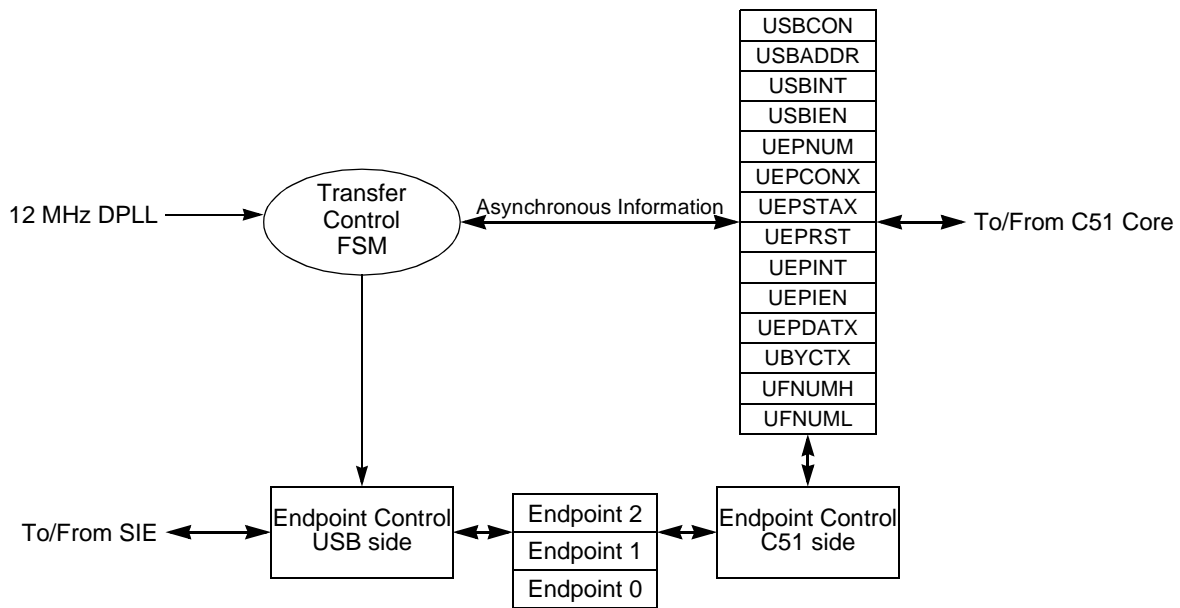 USBCON
USBADDR
USBINT
USBIEN
UEPNUM
UEPCONX
UEPSTAX
UEPRST
UEPINT
UEPIEN
UEPDATX
UBYCTX
UFNUMH
UFNUML
12 MHz DPLL
Transfer
Control
FSM
Asynchronous Information
To/From C51 Core
To/From SIE
Endpoint Control
USB side
Endpoint 2
Endpoint 1
Endpoint 0
Endpoint Control
C51 side